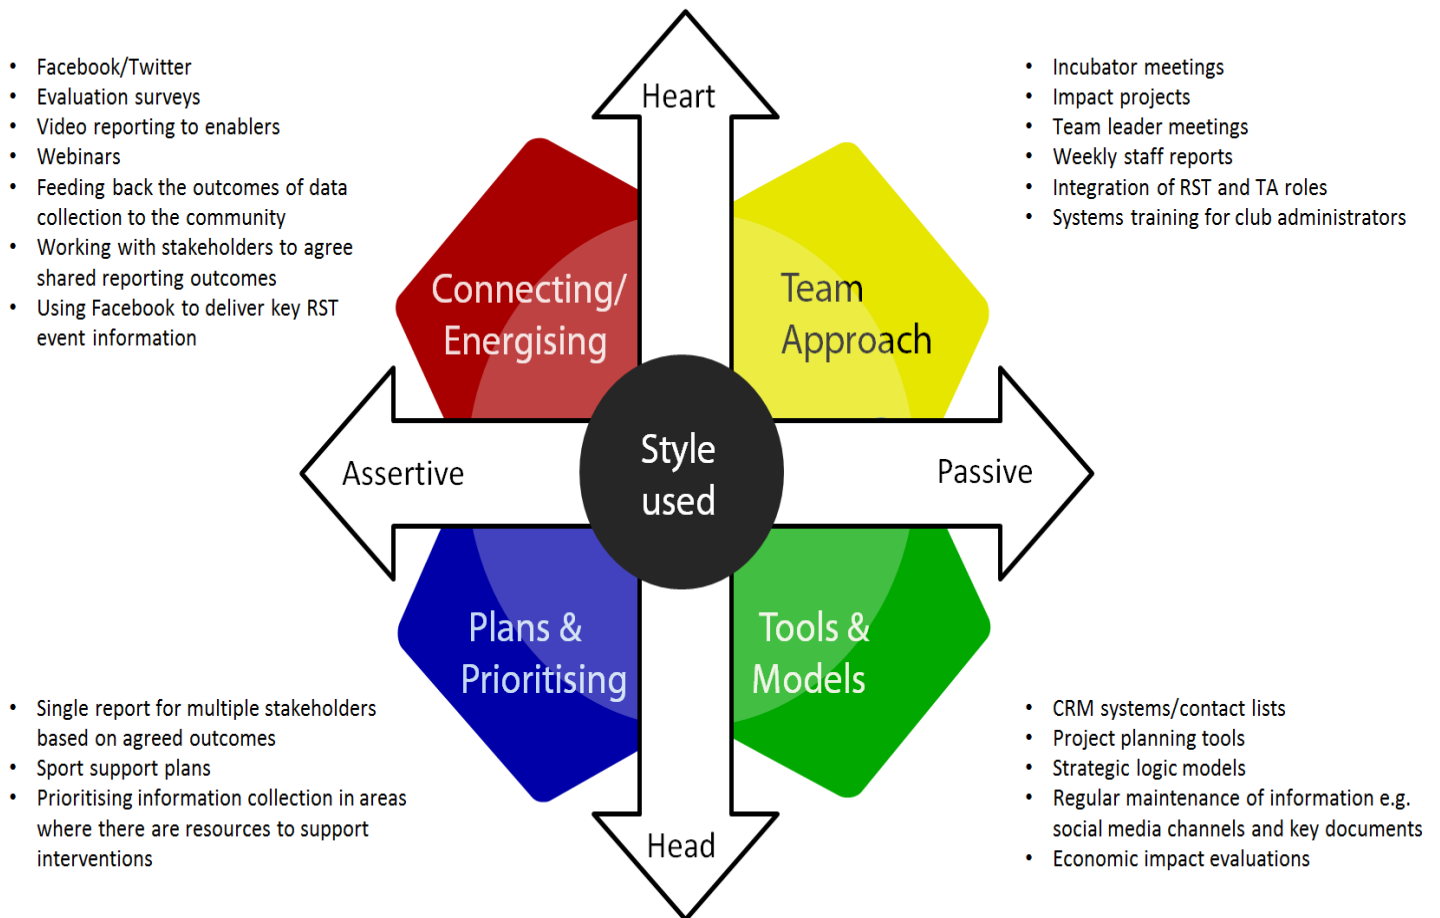 Heart
• Facebook/Twitter
• Evaluation surveys
• Video reporting to enablers
• Webinars
• Feeding back the outcomes of data
collection to the community
• Working with stakeholders to agree
shared reporting outcomes
• Using Facebook to deliver key RST
event information
• Incubator meetings
• Impact projects
• Team leader meetings
• Weekly staff reports
• Integration of RST and TA roles
• Systems training for club administrators
Connecting/
Energising
Team
Approach
Assertive
Style
used
Passive
Plans &
Prioritising
Tools &
Models
• Single report for multiple stakeholders
based on agreed outcomes
• Sport support plans
• Prioritising information collection in areas
where there are resources to support
interventions
• CRM systems/contact lists
• Project planning tools
• Strategic logic models
• Regular maintenance of information e.g.
social media channels and key documents
• Economic impact evaluations
Head